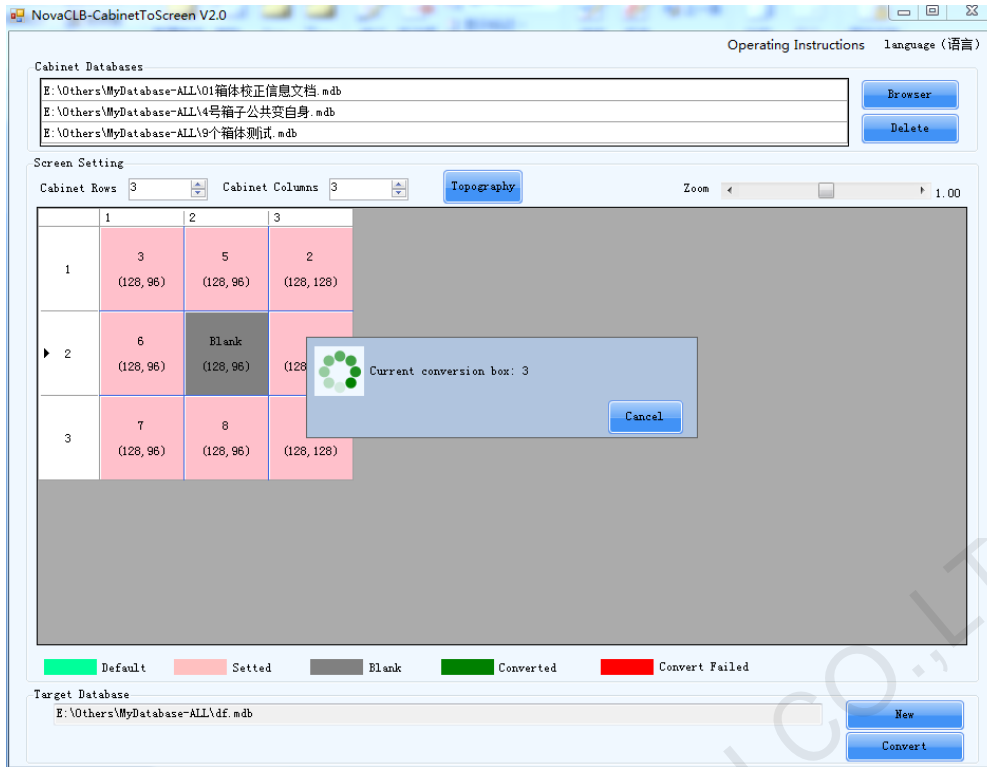 NovaCLB-CabinetToScreen V2.0
Operating Instructions language (语言)
Cabinet Databases
E:\Others\MyDatabase-ALL\01箱体校正信息文档.mdb
Browser
E:\Others\MyDatabase-ALL\4号箱子公共变自身.mdb
E:\Others\MyDatabase-ALL\9个箱体测试.mdb
Delete
Screen Setting
Cabinet Rows 3 Cabinet Columns 3 Topography Zoom 1.00
1 2 3
1
3 5 2
(128, 96) (128, 96) (128, 128)
2
6 Blank
(128, 96) (128, 96) (128
Current conversion box: 3
Cancel
3
7 8
(128, 96) (128, 96) (128, 128)
Default Setted Blank Converted Convert Failed
Target Database
E:\Others\MyDatabase-ALL\df.mdb
New
Convert
CO.,LT